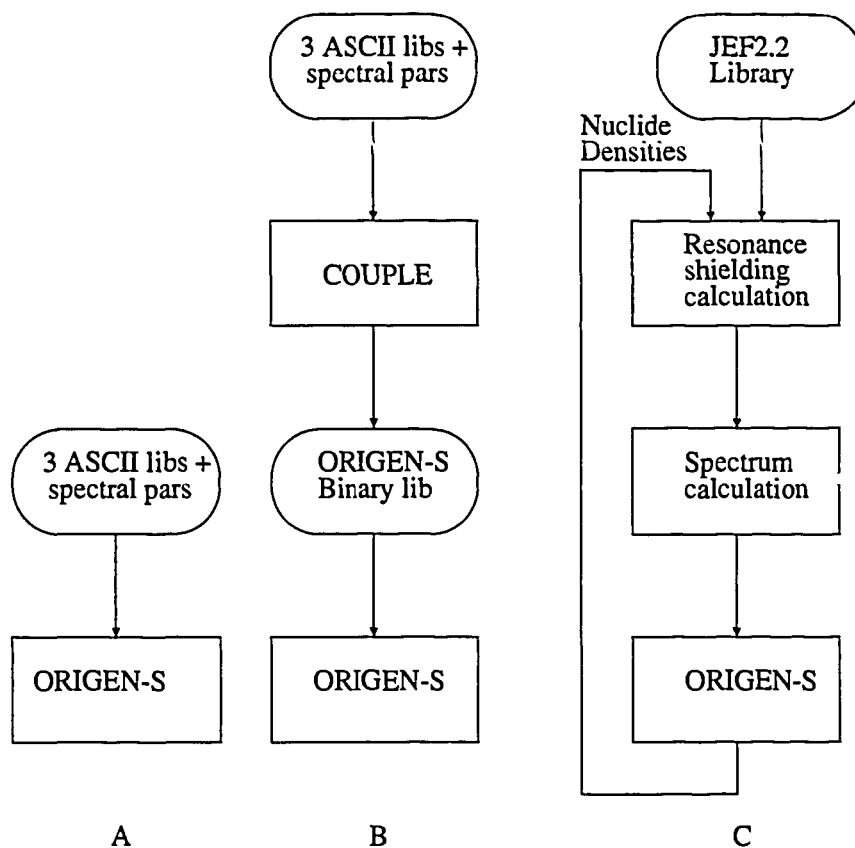 3 ASCII libs +
spectral pars
JEF2.2
Library
Nuclide
Densities
COUPLE
Resonance
shielding
calculation
3 ASCII libs +
spectral pars
ORIGEN-S
Binary lib
Spectrum
calculation
ORIGEN-S
ORIGEN-S
ORIGEN-S
A
B
C